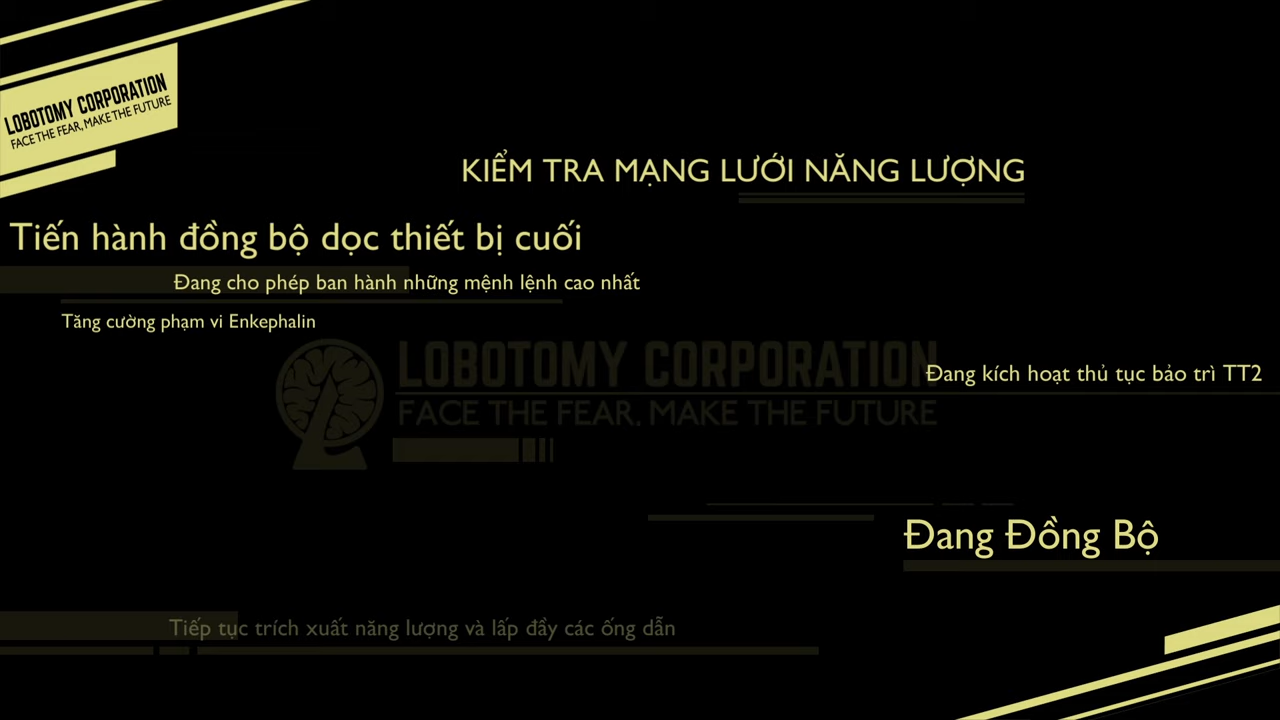 LOBOTOMY CORPORATION
FACE THE FEAR, MAKE THE FUTURE
KIỂM TRA MẠNG LƯỚI NĂNG LƯỢNG
Tiến hành đồng bộ dọc thiết bị cuối
Đang cho phép ban hành những mệnh lệnh cao nhất
Tăng cường phạm vi Enkephalin
LOBOTOMY CORPORATION
FACE THE FEAR, MAKE THE FUTURE
Đang kích hoạt thủ tục bảo trì TT2
Đang Đồng Bộ
Tiếp tục trích xuất năng lượng và lấp đầy các ống dẫn